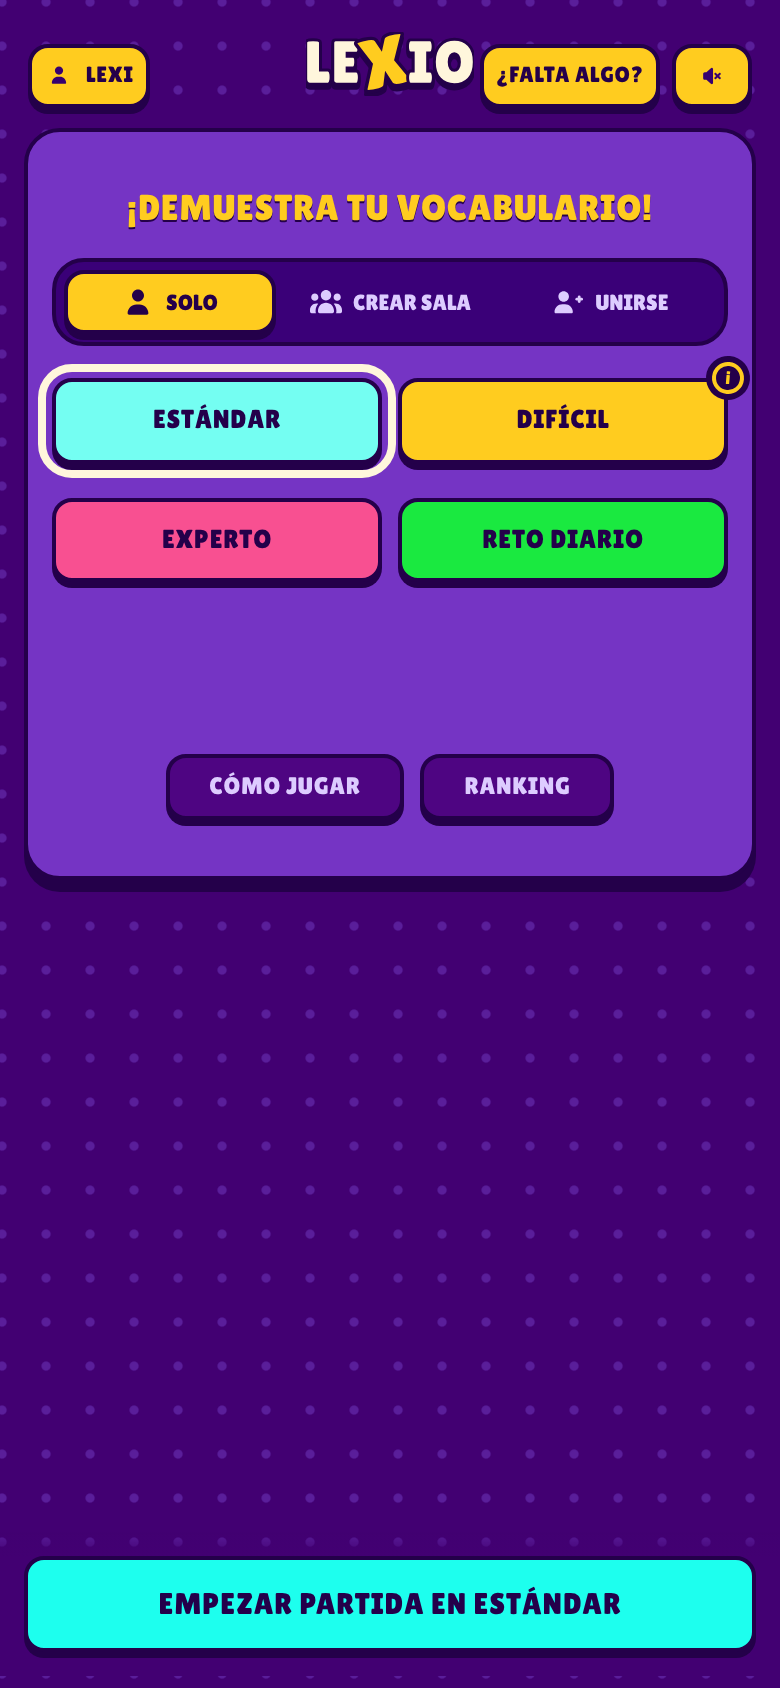 LEXI
LEXIO
¿FALTA ALGO?
¡DEMUESTRA TU VOCABULARIO!
SOLO
CREAR SALA
UNIRSE
i
ESTÁNDAR
DIFÍCIL
EXPERTO
RETO DIARIO
CÓMO JUGAR
RANKING
EMPEZAR PARTIDA EN ESTÁNDAR